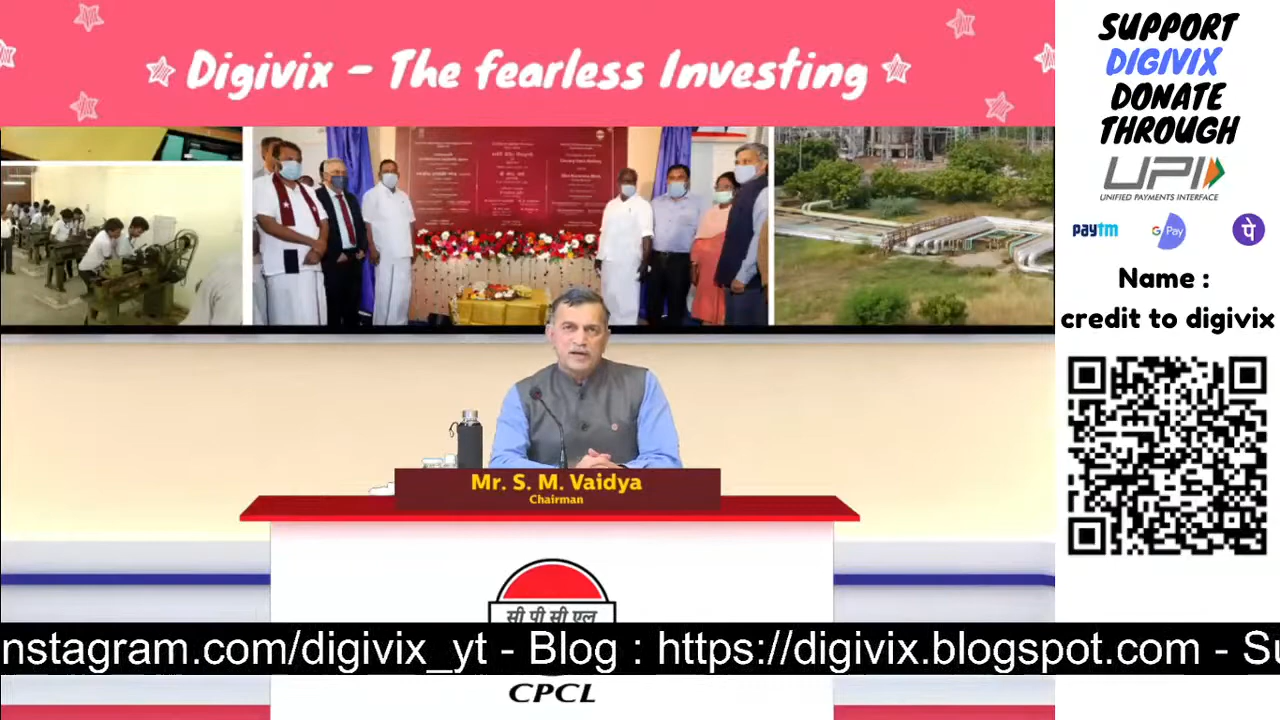 Digivix - The fearless Investing
SUPPORT
DIGIVIX
DONATE
THROUGH
UPI
UNIFIED PAYMENTS INTERFACE
paytm
G Pay
पे
Name :
credit to digivix
Mr. S. M. Vaidya
Chairman
सी पी सी एल
nstagram.com/digivix_yt - Blog : https://digivix.blogspot.com - Su
CPCL